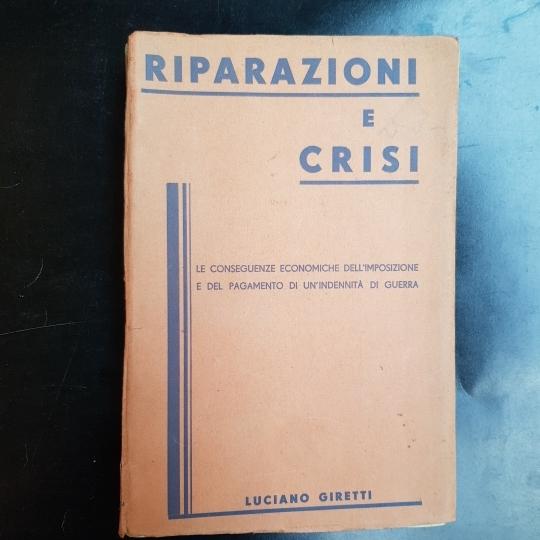 RIPARAZIONI
E
CRISI
LE CONSEGUENZE ECONOMICHE DELL'IMPOSIZIONE
E DEL PAGAMENTO DI UN'INDENNITÀ DI GUERRA
LUCIANO GIRETTI